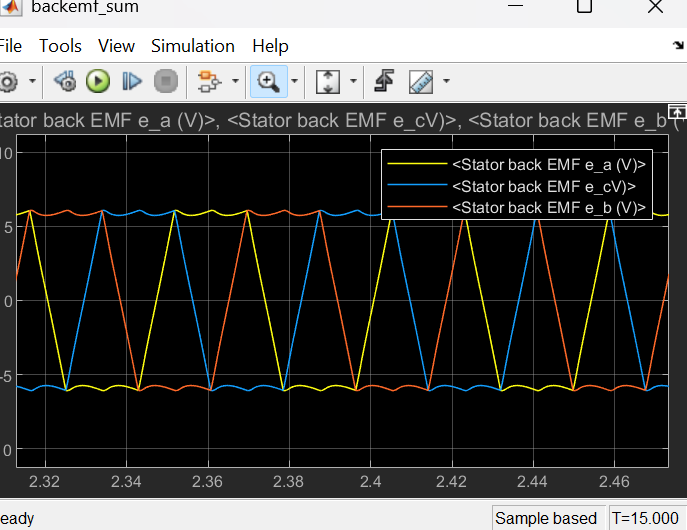 backemf_sum
File Tools View Simulation Help
tator back EMF e_a (V)>, <Stator back EMF e_cV)>, <Stator back EMF e_b (
<Stator back EMF e_a (V)>
<Stator back EMF e_cV)>
<Stator back EMF e_b (V)>
10
5
0
-5
0
2.32 2.34 2.36 2.38 2.4 2.42 2.44 2.46
eady
Sample based T=15.000